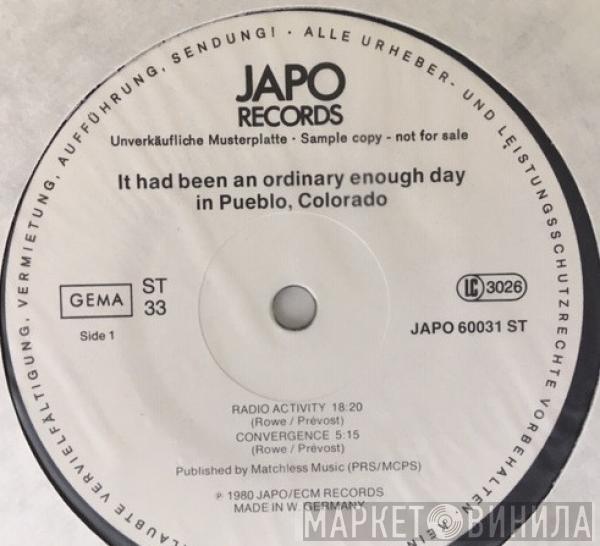 LAUBTE VERVIELFÄLTIGUNG, VERMIETUNG, AUFFÜHRUNG, SENDUNG! · ALLE URHEBER- UND LEISTUNGSSCHUTZRECHTE VORBEHALTEN
JAPO
RECORDS
Unverkäufliche Musterplatte · Sample copy - not for sale
It had been an ordinary enough day
in Pueblo, Colorado
GEMA
ST
33
LC 3026
Side 1
JAPO 60031 ST
RADIO ACTIVITY 18:20
(Rowe / Prévost)
CONVERGENCE 5:15
(Rowe / Prévost)
Published by Matchless Music (PRS/MCPS)
℗ 1980 JAPO/ECM RECORDS
MADE IN W. GERMANY
МАРКЕТ ВИНИЛА